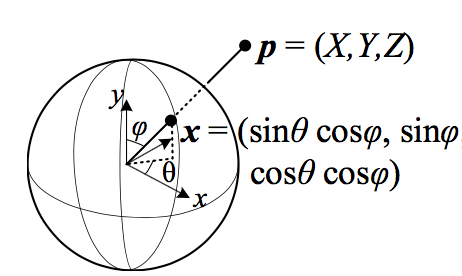 p = (X,Y,Z)
y
φ
x = (sinθ cosφ, sinφ
θ
cosθ cosφ)
x